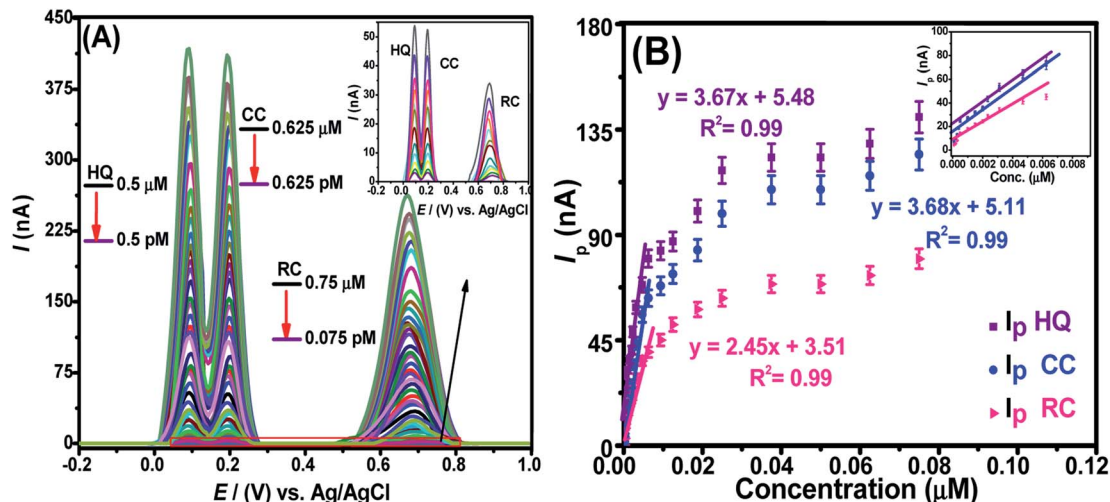 (A)
450
375
300
225
150
75
0
I (nA)
-0.2 0.0 0.2 0.4 0.6 0.8 1.0
E / (V) vs. Ag/AgCl
HQ
0.5 μM
0.5 pM
CC
0.625 μM
0.625 pM
RC
0.75 μM
0.075 pM
50
40
30
20
10
0
I (nA)
HQ
CC
RC
0.0 0.2 0.4 0.6 0.8 1.0
E / (V) vs. Ag/AgCl
(B)
180
135
90
45
0
Ip (nA)
0.00 0.02 0.04 0.06 0.08 0.10 0.12
Concentration (μM)
y = 3.67x + 5.48
R²= 0.99
y = 3.68x + 5.11
R²= 0.99
y = 2.45x + 3.51
R²= 0.99
Ip HQ
Ip CC
Ip RC
100
80
60
40
20
0
Ip (nA)
0.000 0.002 0.004 0.006 0.008
Conc. (μM)